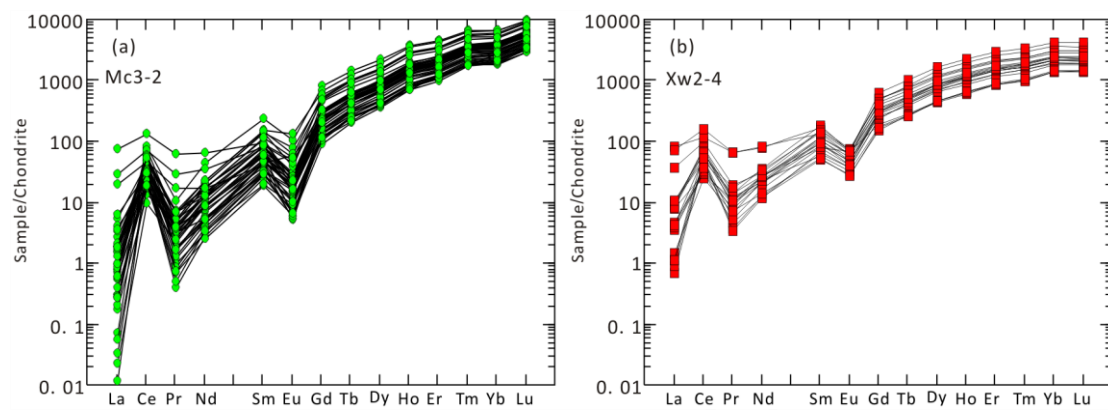 10000
1000
100
10
1
0. 1
0. 01
Sample/Chondrite
(a)
Mc3-2
La Ce Pr Nd Sm Eu Gd Tb Dy Ho Er Tm Yb Lu
10000
1000
100
10
1
0. 1
0. 01
Sample/Chondrite
(b)
Xw2-4
La Ce Pr Nd Sm Eu Gd Tb Dy Ho Er Tm Yb Lu